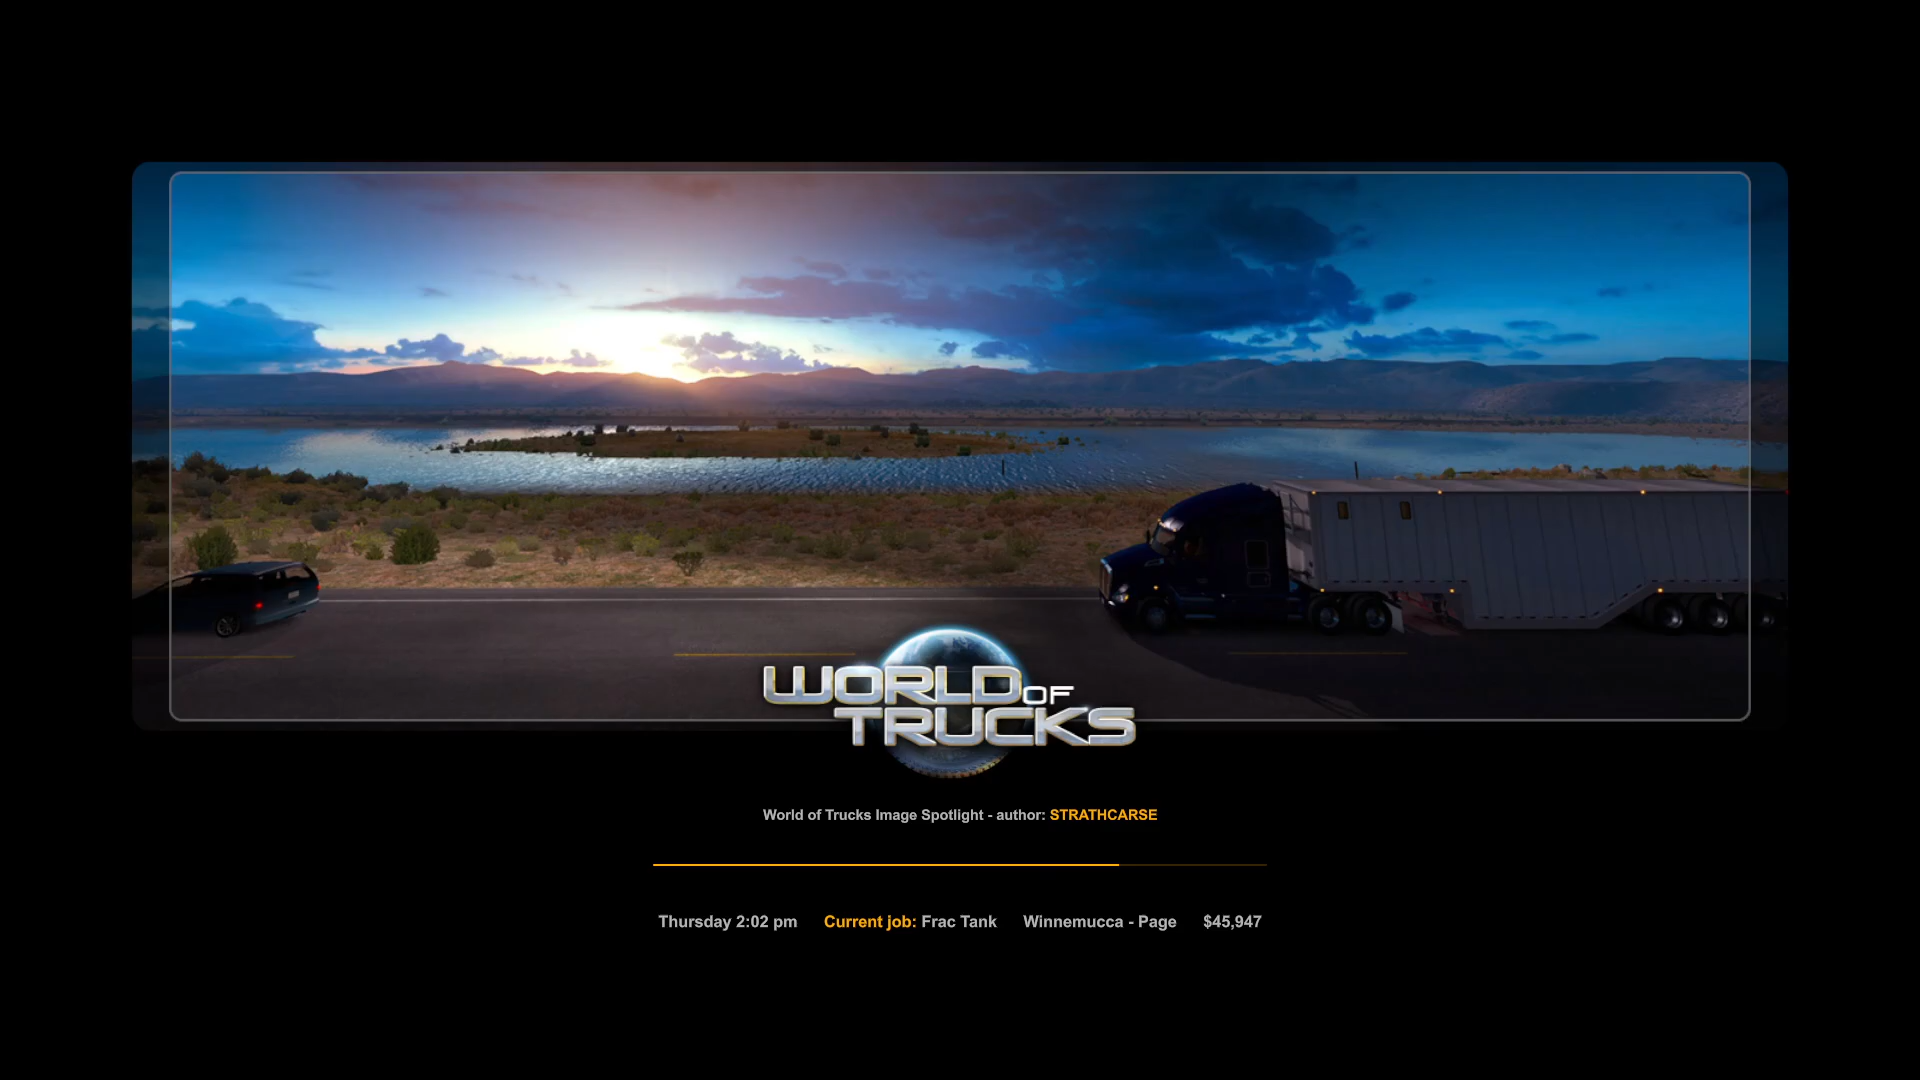 WORLD OF
TRUCKS
World of Trucks Image Spotlight - author: STRATHCARSE
Thursday 2:02 pm Current job: Frac Tank Winnemucca - Page $45,947